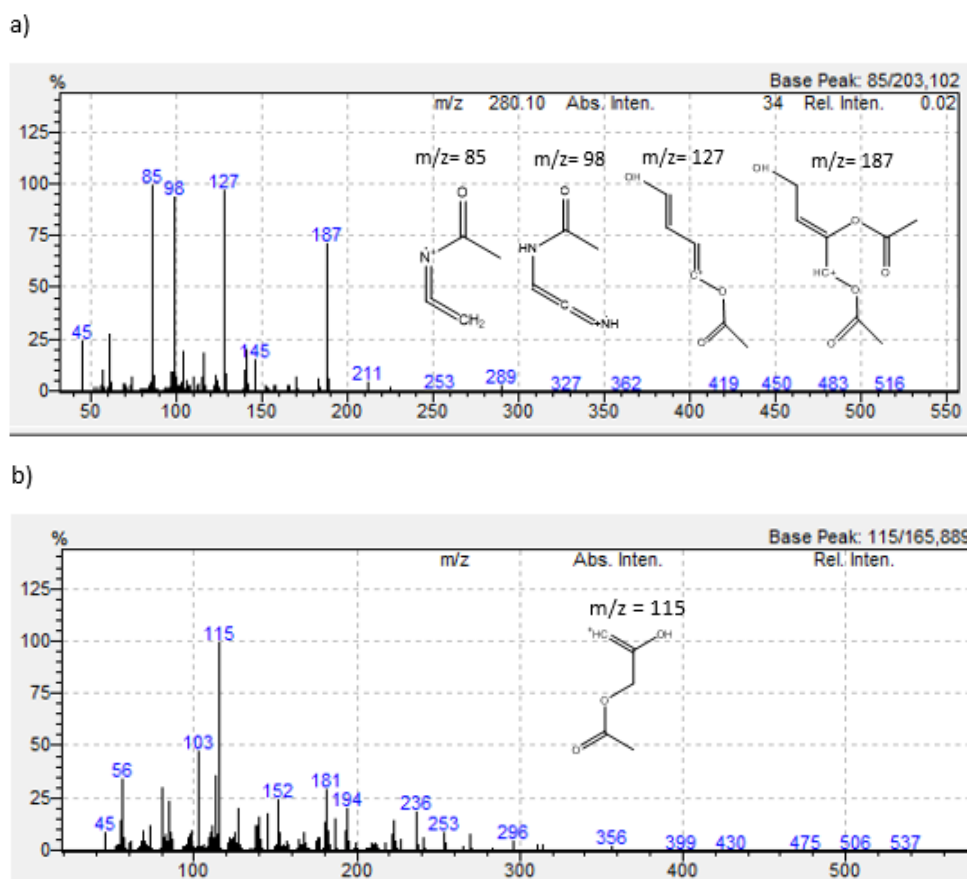 a)
%
Base Peak: 85/203,102
m/z 280.10 Abs. Inten. 34 Rel. Inten. 0.02
125
100
75
50
25
0
m/z= 85
m/z= 98
m/z= 127
m/z= 187
85
98
127
187
45
145
211
253
289
327
362
419
450
483
516
O
N+
CH2
O
HN
C
+NH
OH
C+
O
O
OH
O
O
HC+
O
O
50 100 150 200 250 300 350 400 450 500 550
b)
%
Base Peak: 115/165,889
m/z Abs. Inten. Rel. Inten.
125
100
75
50
25
0
m/z = 115
+HC
OH
O
O
115
103
56
45
152
181
194
236
253
296
356
399
430
475
506
537
100 200 300 400 500